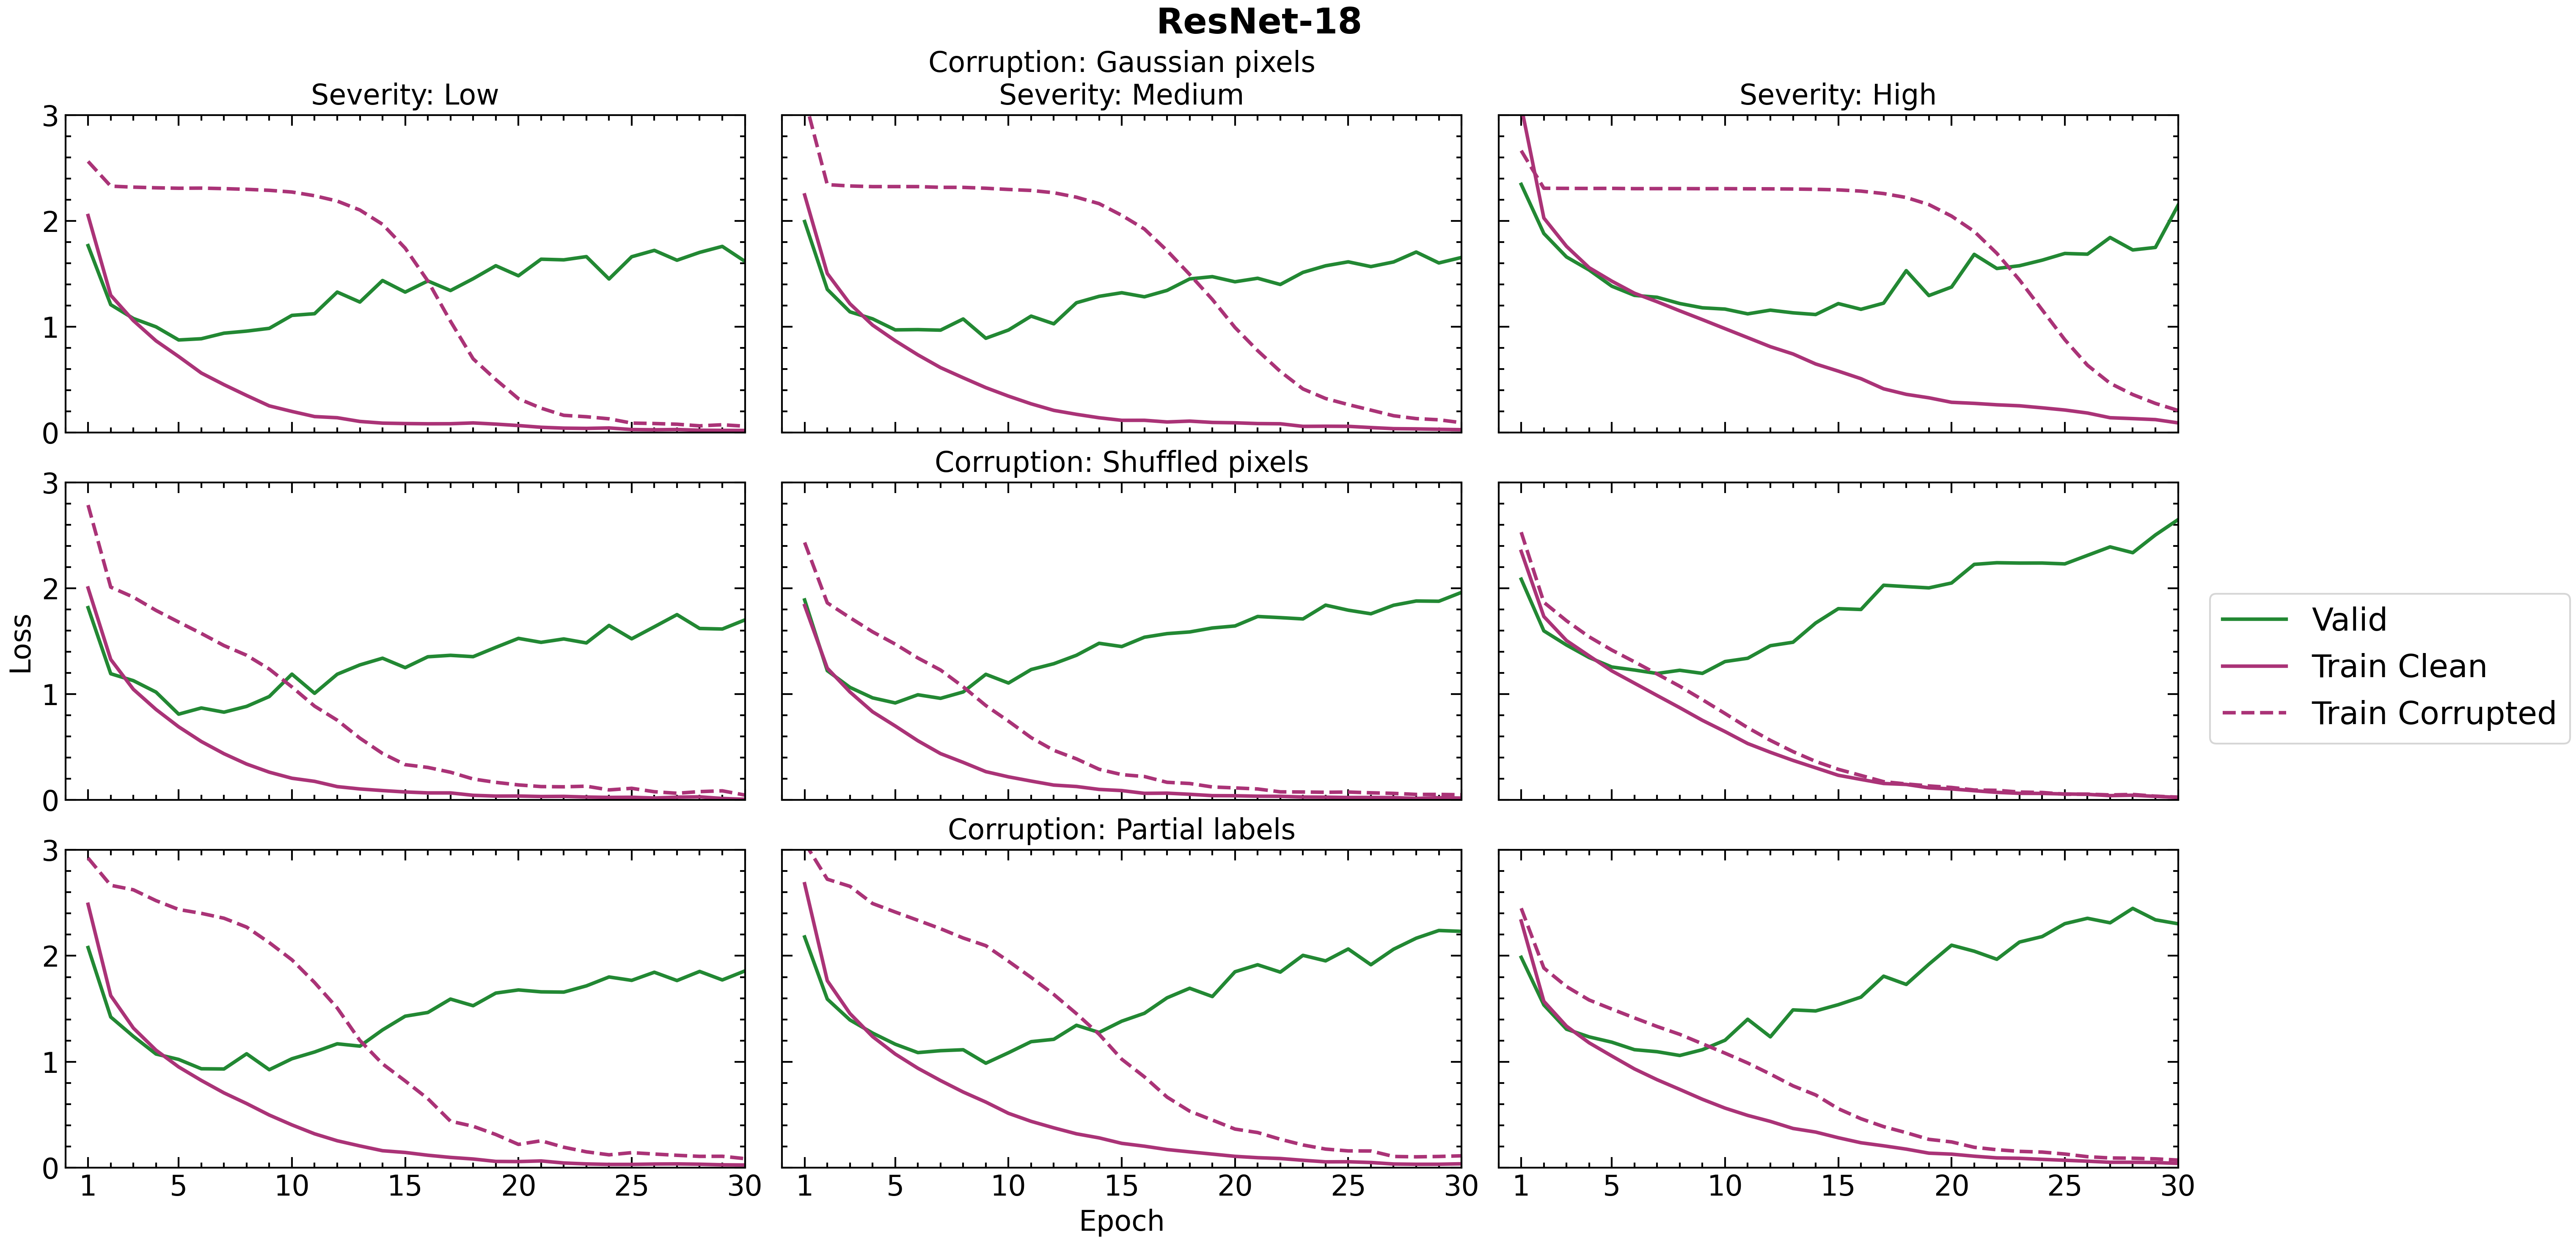 ResNet-18
Corruption: Gaussian pixels
Severity: Low
Severity: Medium
Severity: High
3
2
1
0
Corruption: Shuffled pixels
3
2
1
0
Loss
Valid
Train Clean
Train Corrupted
Corruption: Partial labels
3
2
1
0
1 5 10 15 20 25 30
1 5 10 15 20 25 30
1 5 10 15 20 25 30
Epoch